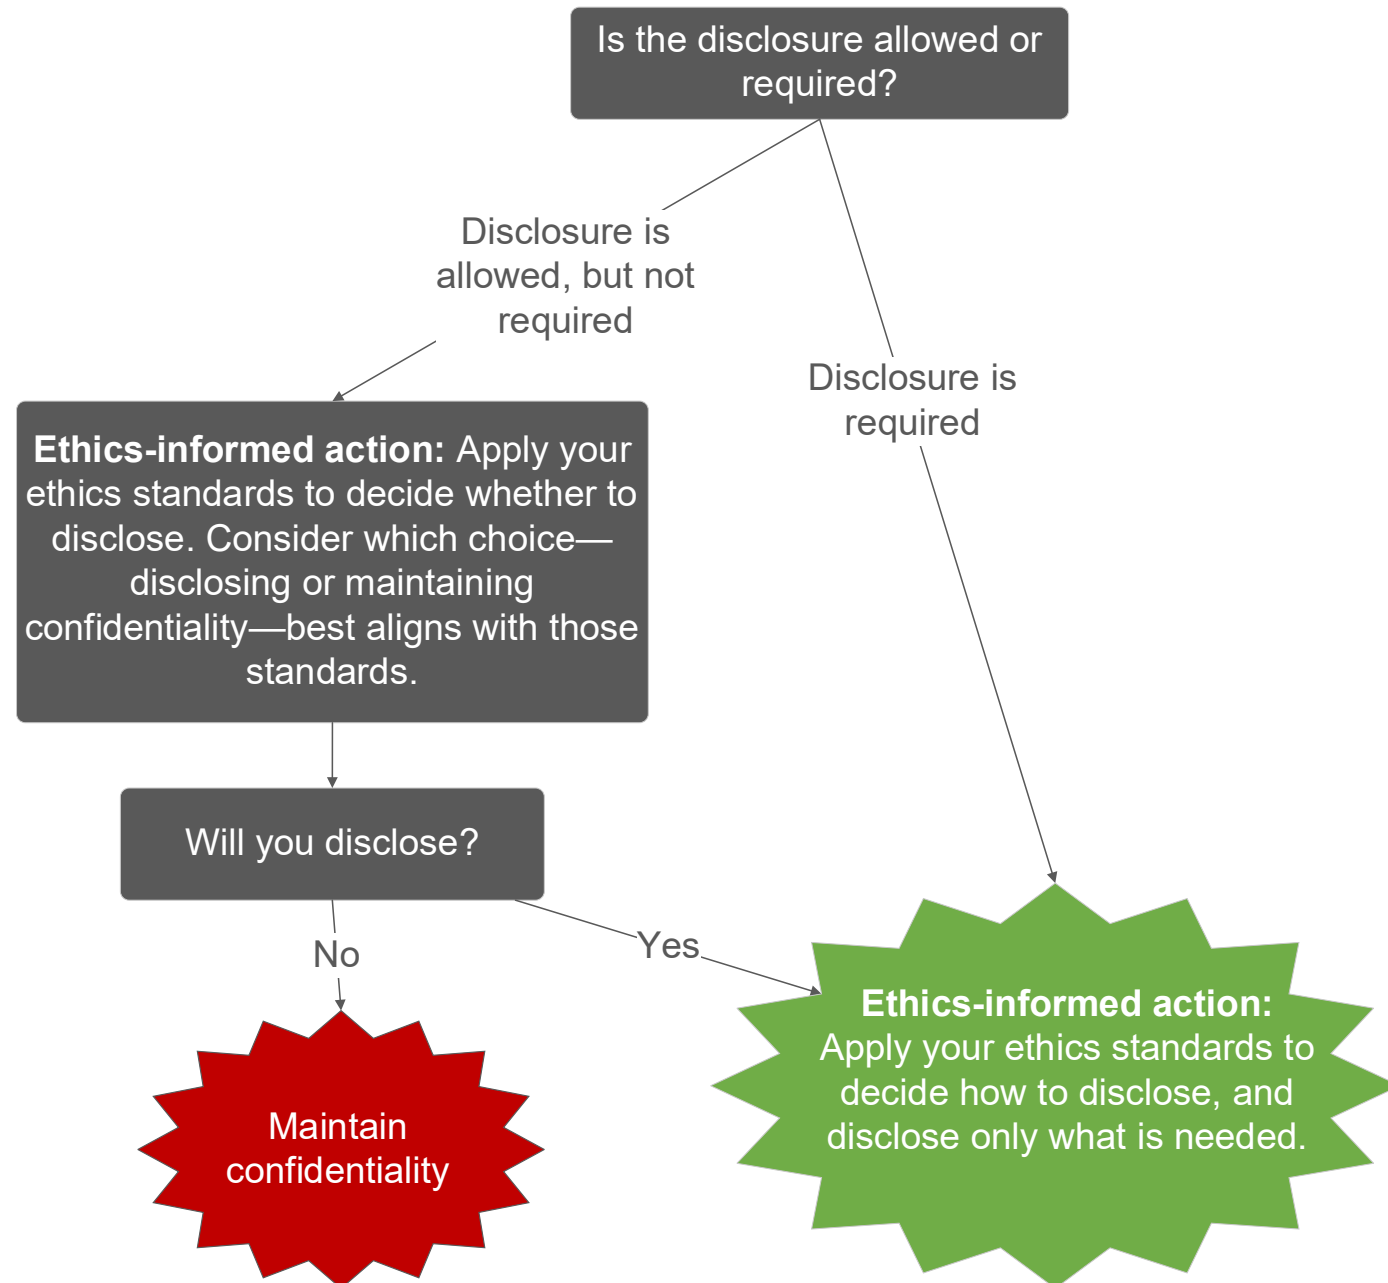 Is the disclosure allowed or
required?
Disclosure is
allowed, but not
required
Disclosure is
required
Ethics-informed action: Apply your
ethics standards to decide whether to
disclose. Consider which choice—
disclosing or maintaining
confidentiality—best aligns with those
standards.
Will you disclose?
No
Yes
Maintain
confidentiality
Ethics-informed action:
Apply your ethics standards to
decide how to disclose, and
disclose only what is needed.